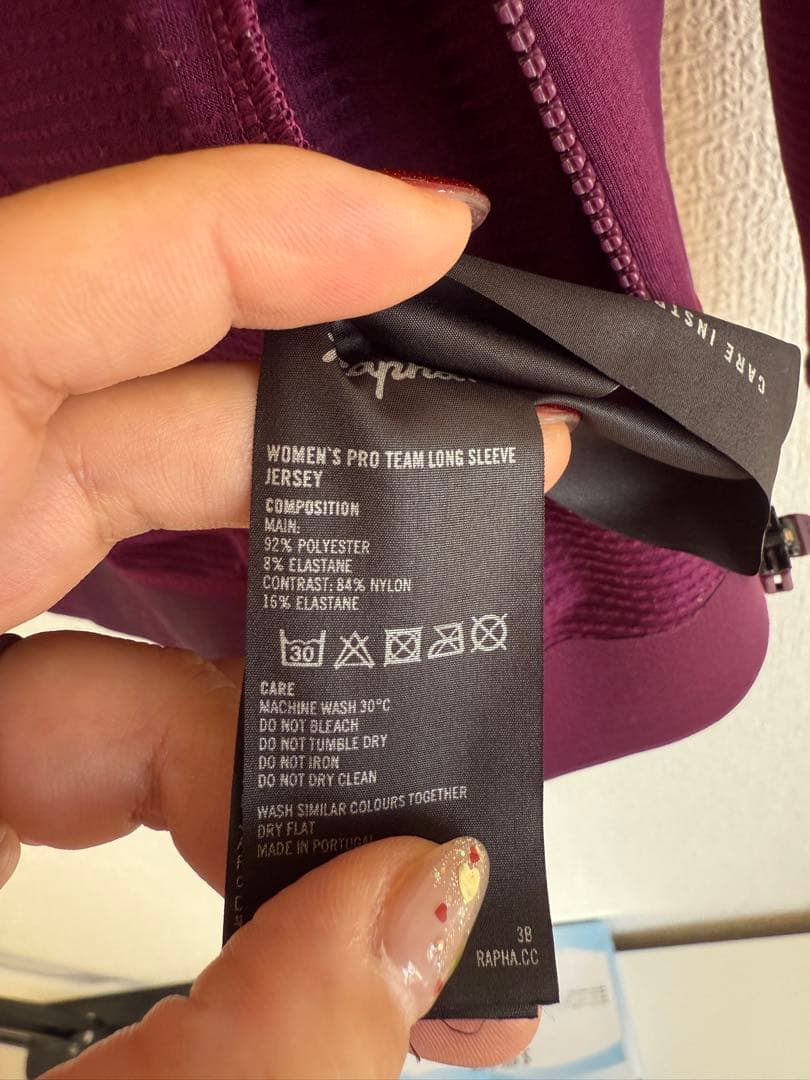 CARE INSTR
Rapha
WOMEN'S PRO TEAM LONG SLEEVE
JERSEY
COMPOSITION
MAIN:
92% POLYESTER
8% ELASTANE
CONTRAST: 84% NYLON
16% ELASTANE
30
CARE
MACHINE WASH 30°C
DO NOT BLEACH
DO NOT TUMBLE DRY
DO NOT IRON
DO NOT DRY CLEAN
WASH SIMILAR COLOURS TOGETHER
DRY FLAT
MADE IN PORTUGAL
3B
RAPHA.CC